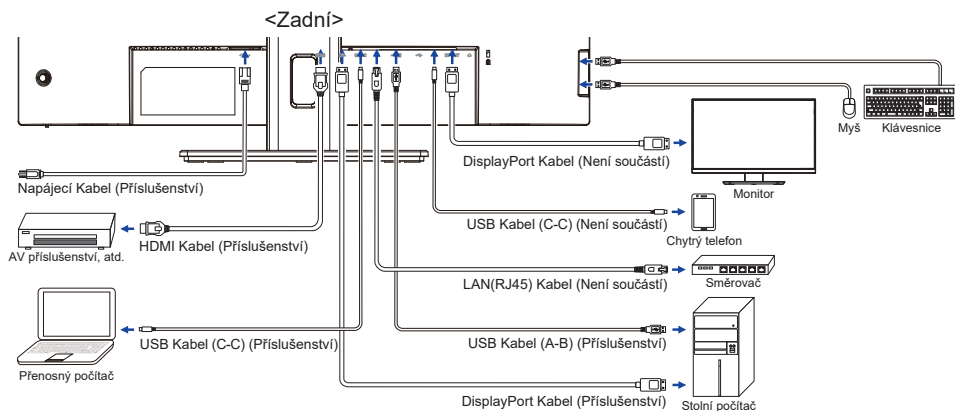 <Zadní>
Myš
Klávesnice
DisplayPort Kabel (Není součástí)
Monitor
Napájecí Kabel (Příslušenství)
USB Kabel (C-C) (Není součástí)
Chytrý telefon
HDMI Kabel (Příslušenství)
AV příslušenství, atd.
LAN(RJ45) Kabel (Není součástí)
Směrovač
USB Kabel (C-C) (Příslušenství)
USB Kabel (A-B) (Příslušenství)
Přenosný počítač
DisplayPort Kabel (Příslušenství)
Stolní počítač